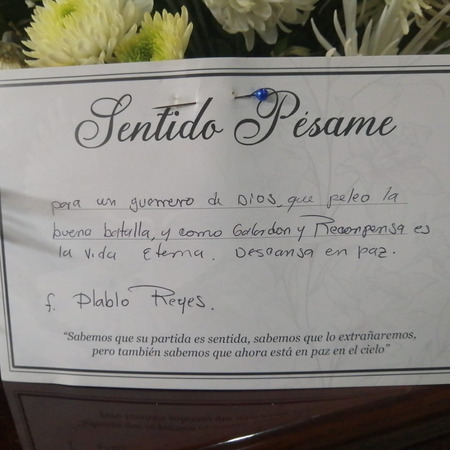 Sentido Pésame
para un guerrero de Dios, que peleo la
buena batalla, y como Galardon y Recompensa es
la vida Eterna. Descansa en paz.
f. Plablo Reyes.
“Sabemos que su partida es sentida, sabemos que lo extrañaremos,
pero también sabemos que ahora está en paz en el cielo”